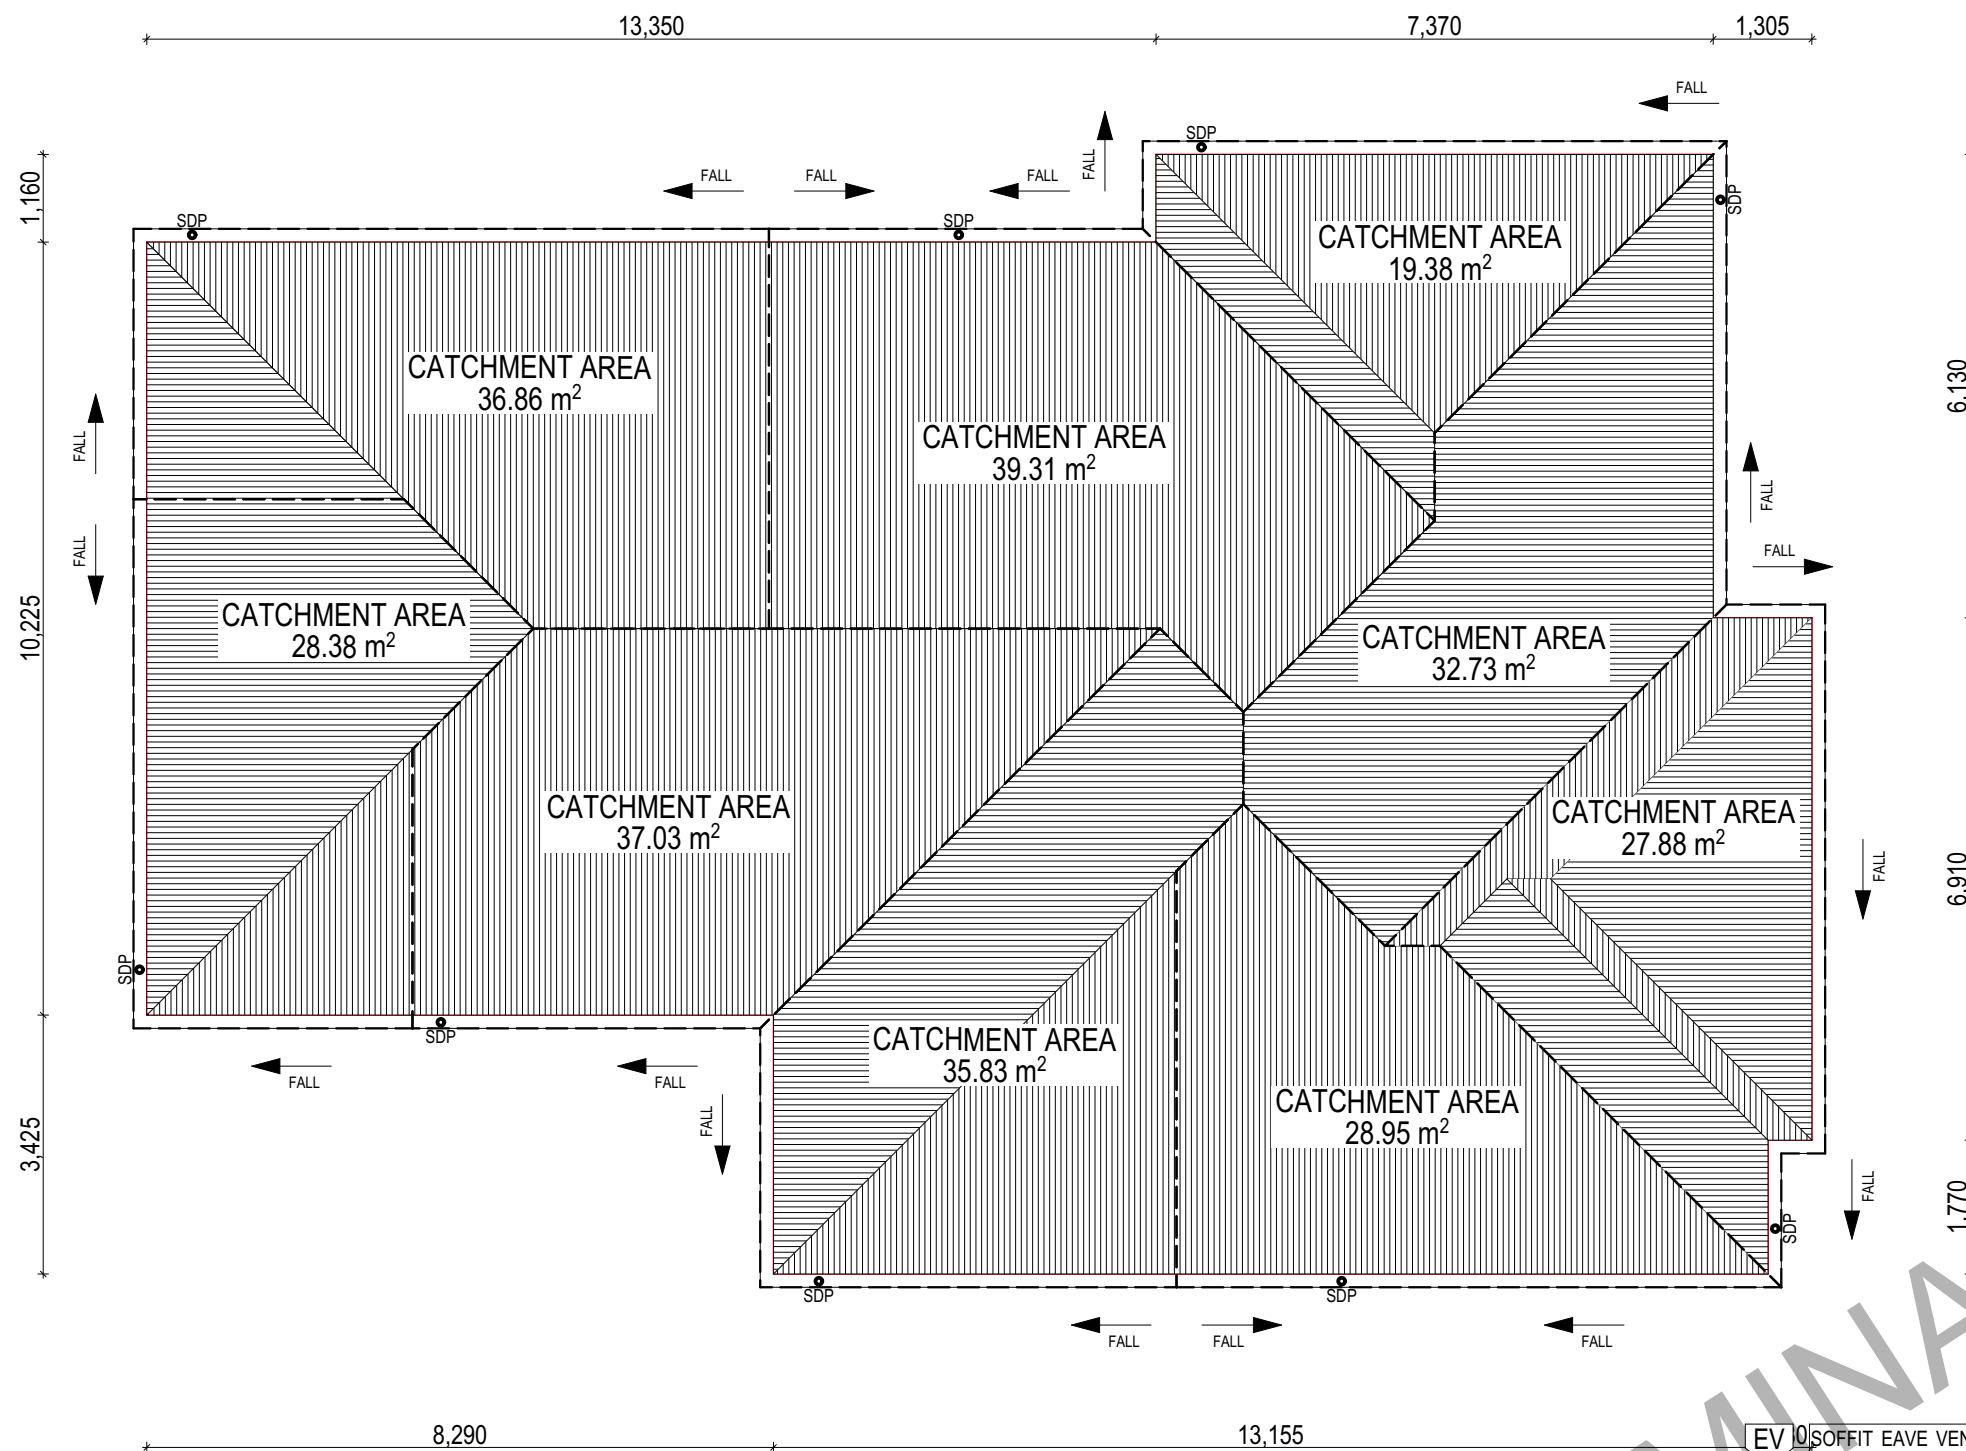 13,350
7,370
1,305
FALL
SDP
FALL
FALL
FALL
FALL
1,160
SDP
SDP
SDP
CATCHMENT AREA
19.38 m²
CATCHMENT AREA
36.86 m²
6,130
CATCHMENT AREA
39.31 m²
FALL
FALL
FALL
FALL
10,225
CATCHMENT AREA
28.38 m²
CATCHMENT AREA
32.73 m²
CATCHMENT AREA
37.03 m²
CATCHMENT AREA
27.88 m²
FALL
6,910
SDP
SDP
CATCHMENT AREA
35.83 m²
FALL
FALL
FALL
CATCHMENT AREA
28.95 m²
3,425
FALL
1,770
SDP
SDP
SDP
FALL
FALL
FALL
8,290
13,155
EV
SOFFIT EAVE VEN
MINA